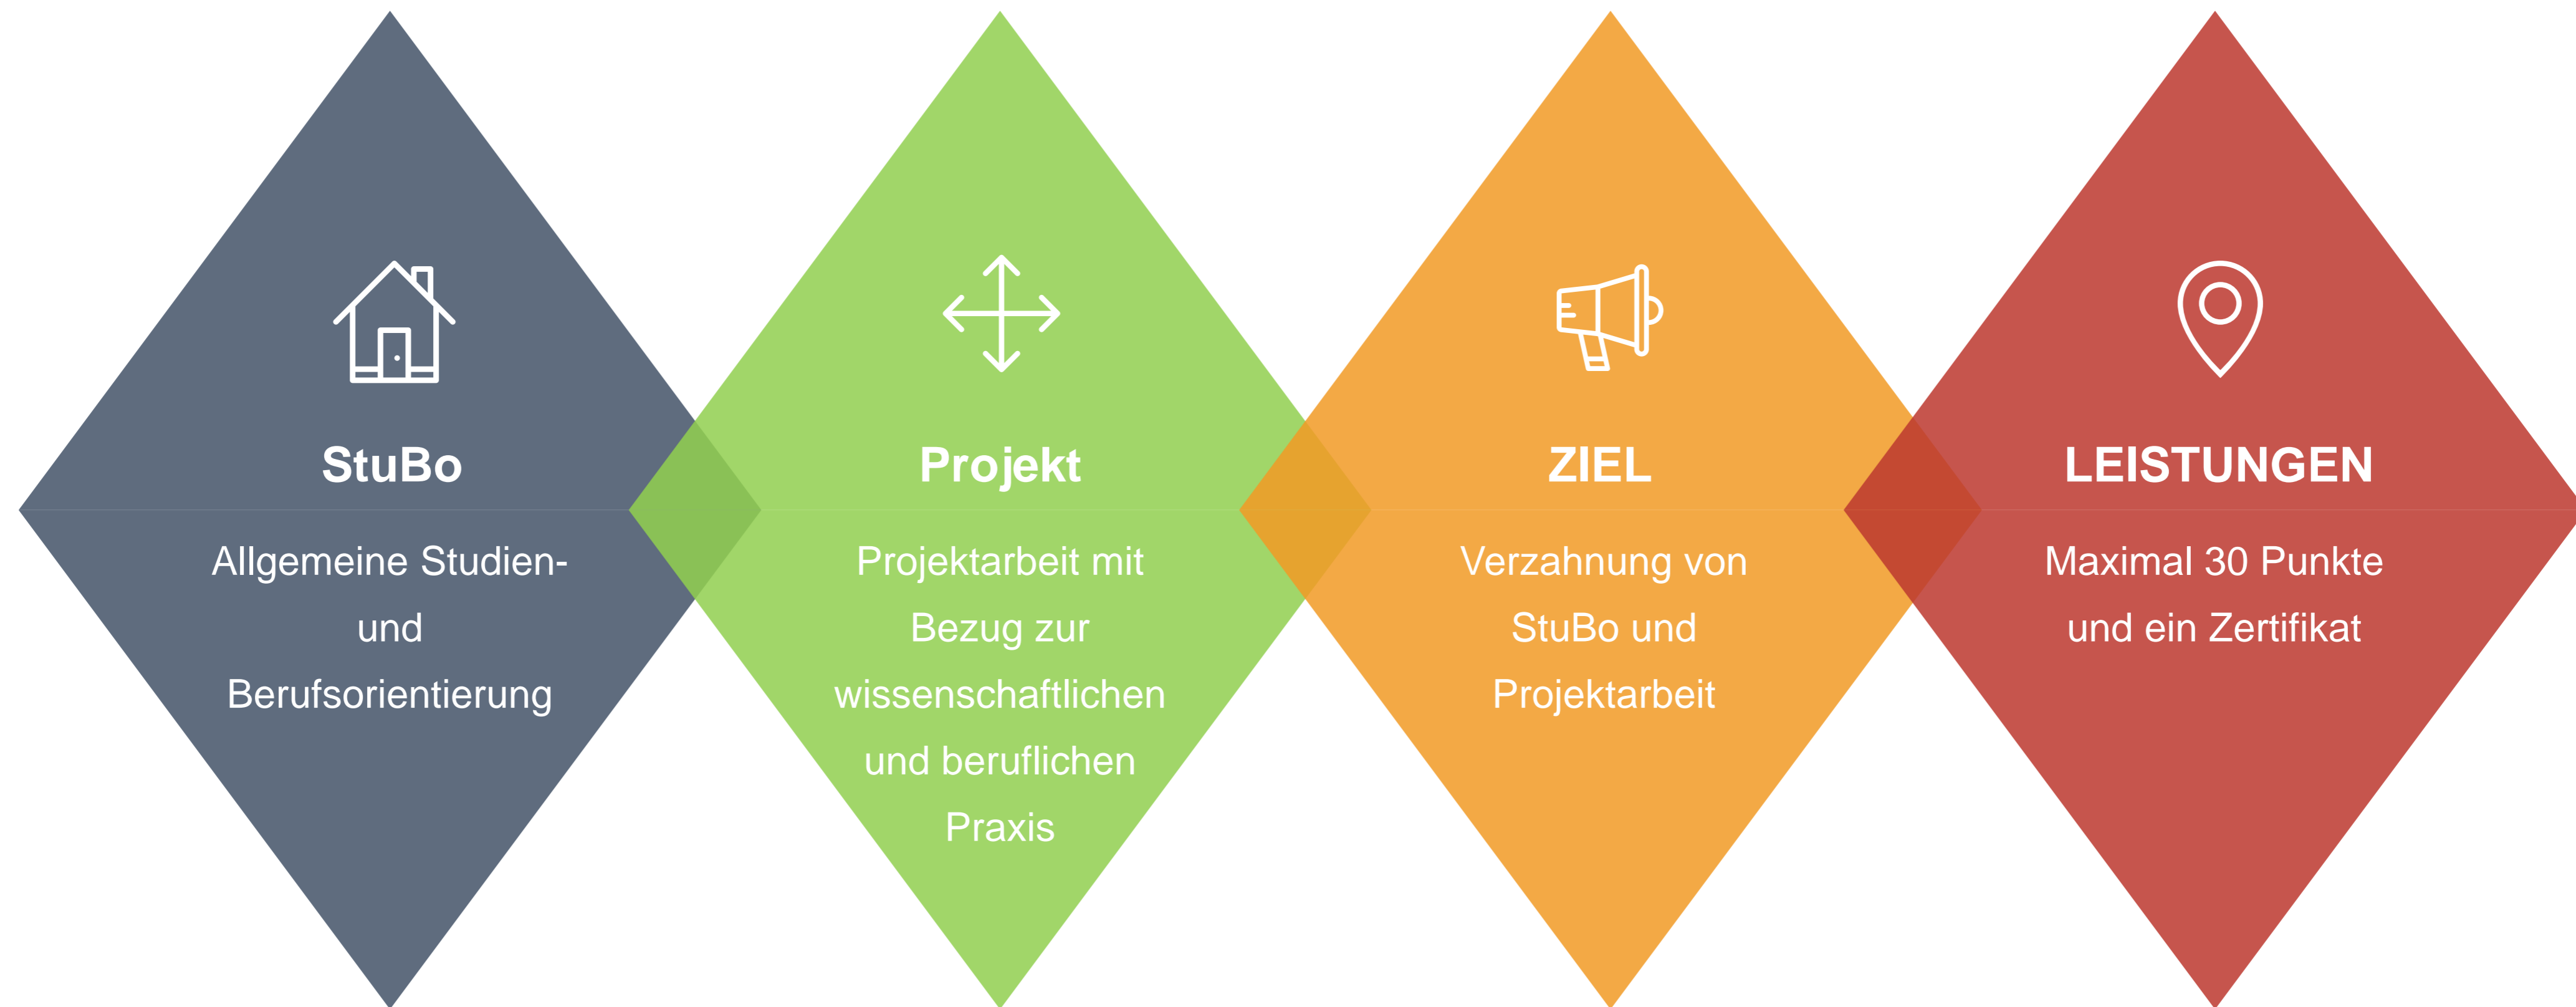 StuBo
Allgemeine Studien-
und
Berufsorientierung
Projekt
Projektarbeit mit
Bezug zur
wissenschaftlichen
und beruflichen
Praxis
ZIEL
Verzahnung von
StuBo und
Projektarbeit
LEISTUNGEN
Maximal 30 Punkte
und ein Zertifikat